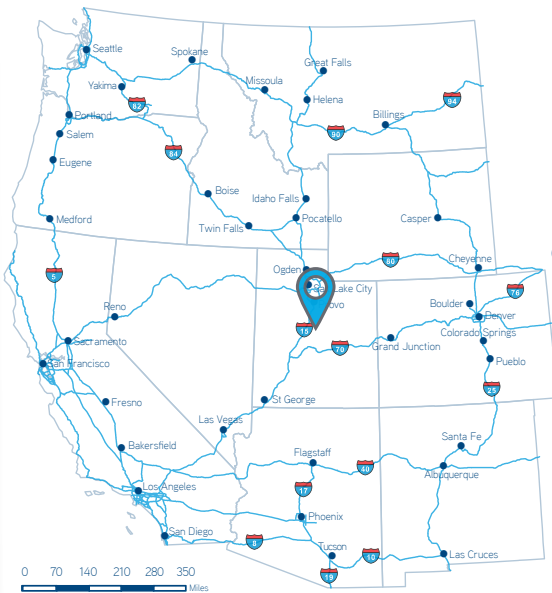 Seattle
Spokane
Great Falls
Missoula
Yakima
82
Helena
94
Portland
Billings
90
Salem
84
Eugene
Boise
Idaho Falls
Twin Falls
Pocatello
Casper
Medford
Cheyenne
80
Ogden
5
76
Lake City
Boulder
Denver
Reno
15
Colorado Springs
70
Grand Junction
Sacramento
San Francisco
Pueblo
25
Fresno
St George
Las Vegas
Santa Fe
Bakersfield
Flagstaff
40
Albuquerque
Los Angeles
17
Phoenix
San Diego
8
Tucson
10
Las Cruces
19
0 70 140 210 280 350
Miles